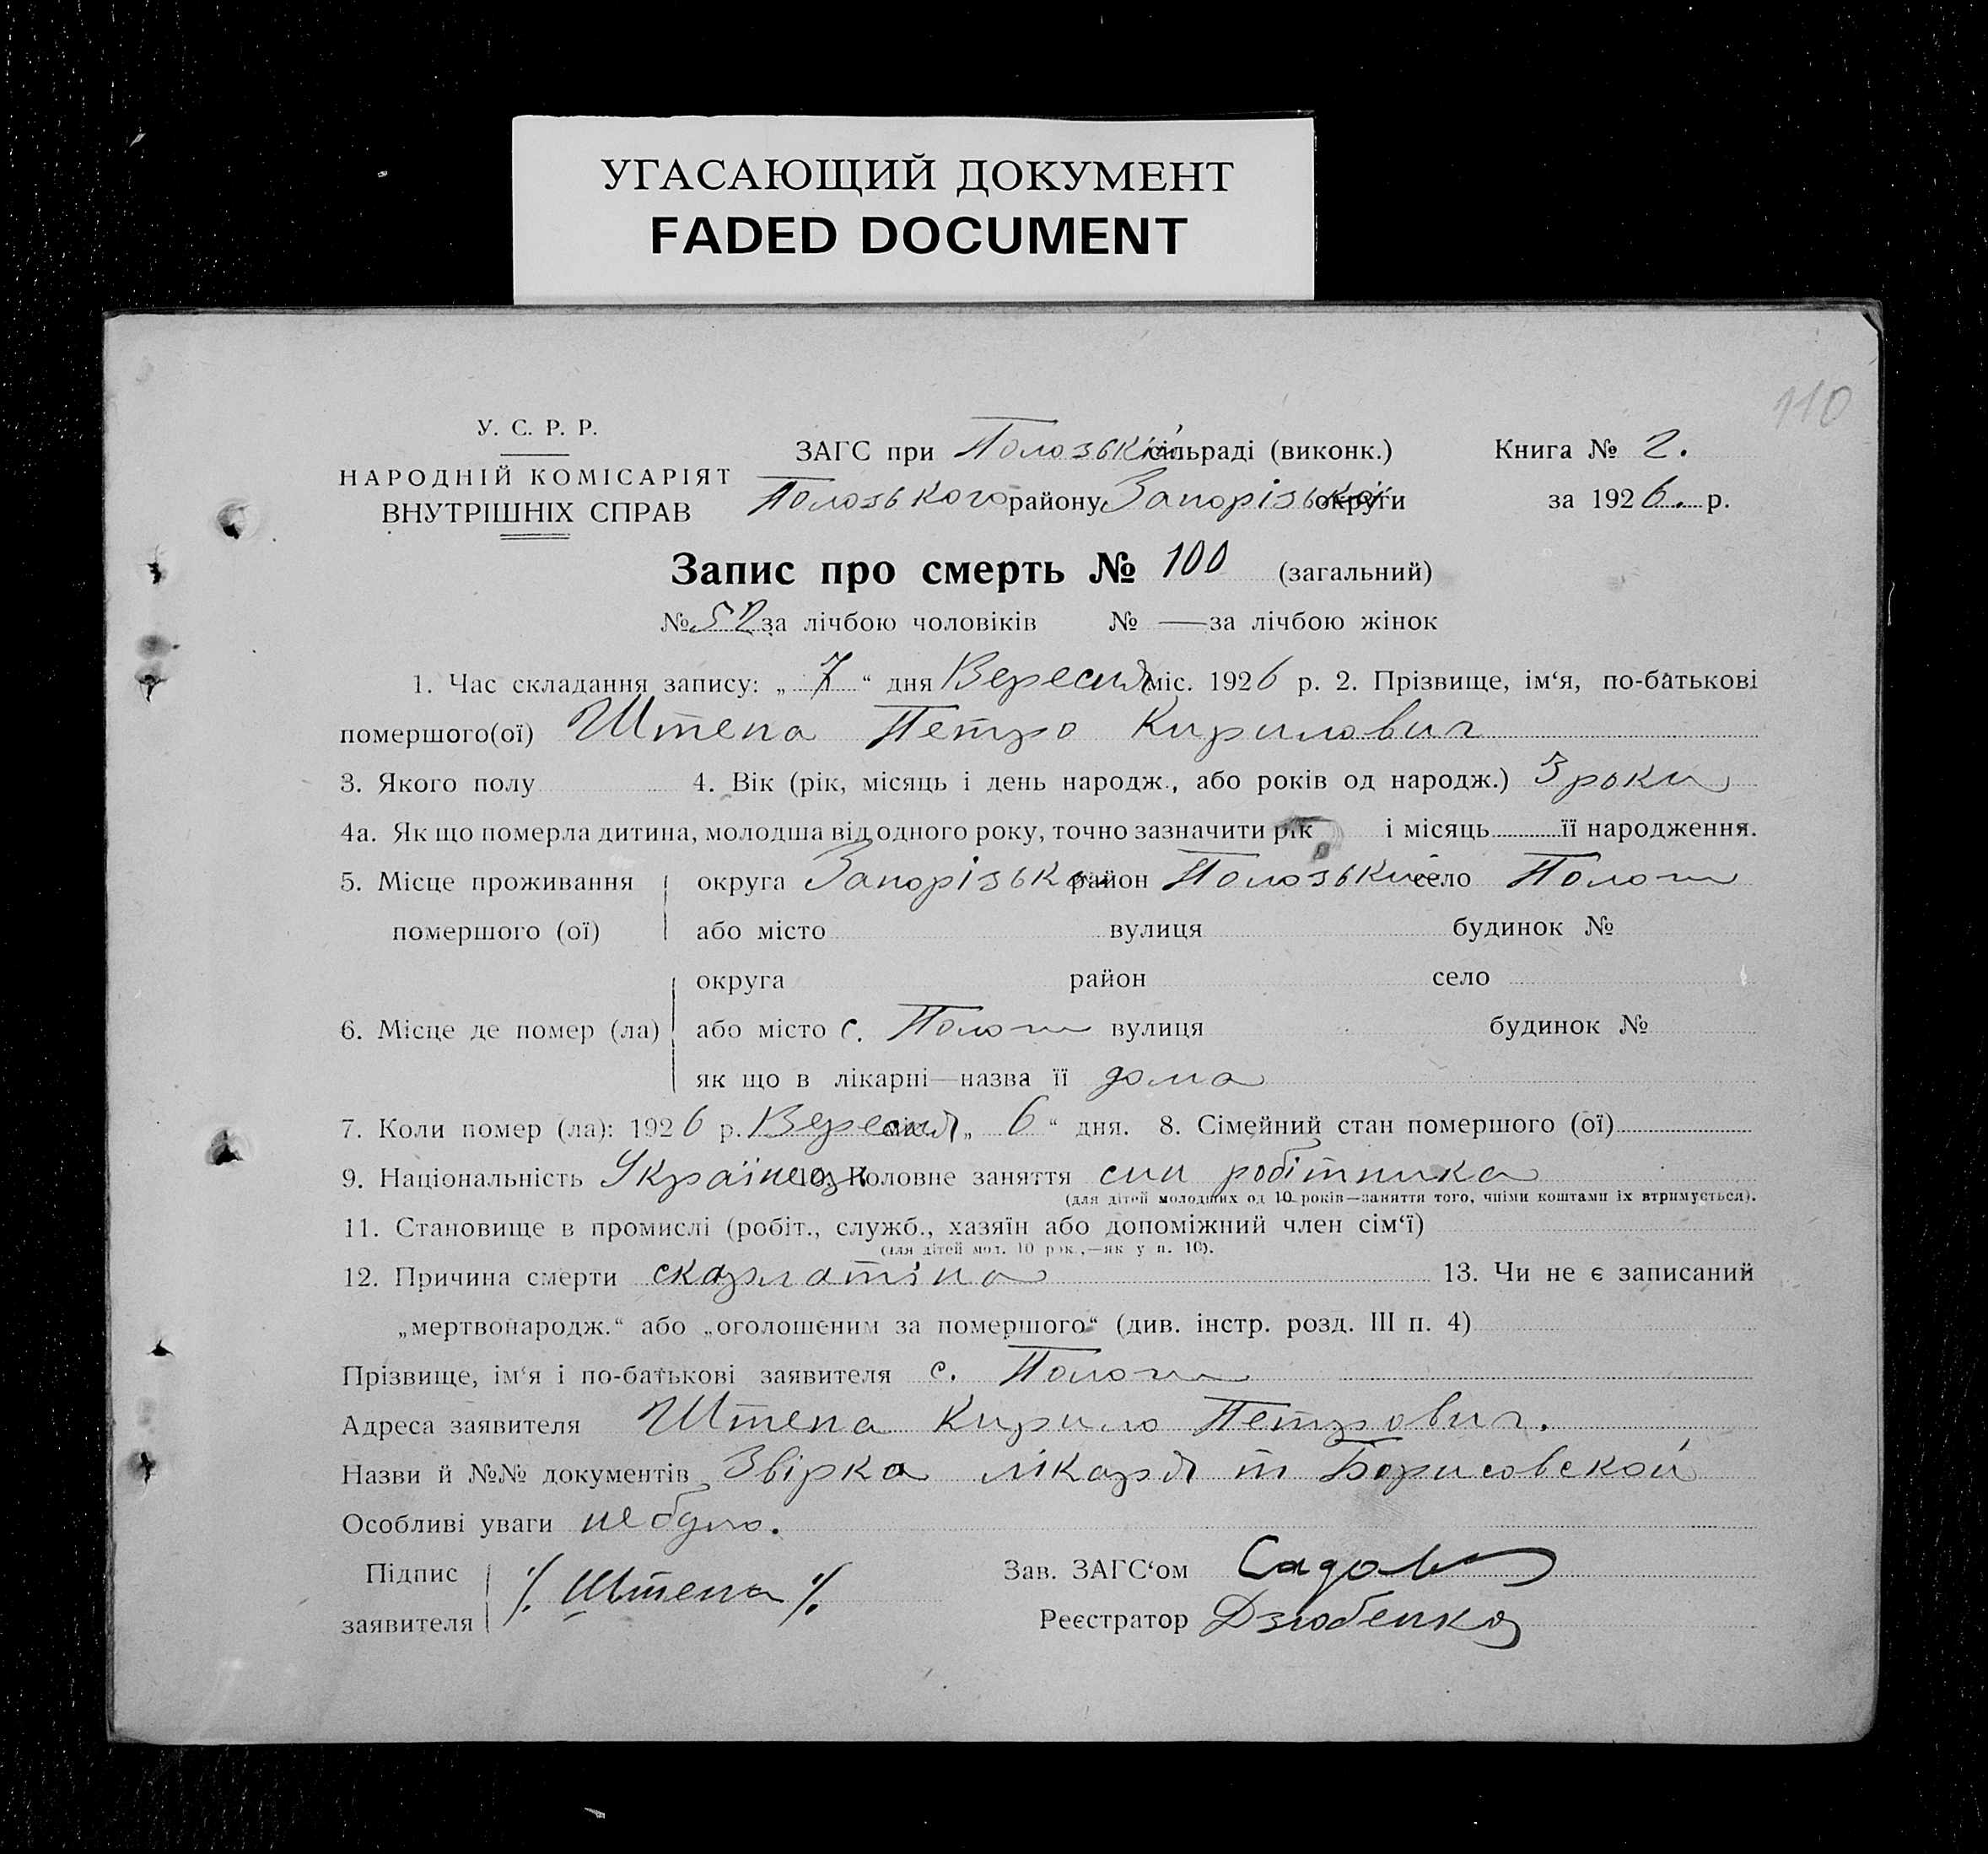 УГАСАЮЩИЙ ДОКУМЕНТ
FADED DOCUMENT
110
У. С. Р. Р.
НАРОДНІЙ КОМІСАРІЯТ
ВНУТРІШНІХ СПРАВ
ЗАГС при Полозькій сільраді (виконк.)
Полозького району Запорізької округи
Книга № 2.
за 1926. р.
Запис про смерть № 100 (загальний)
№ 52 за лічбою чоловіків № — за лічбою жінок
1. Час складання запису: „ 7 “ дня Вересня міс. 1926 р. 2. Прізвище, ім‘я, по-батькові
помершого(ої) Штепа Петро Кирилович
3. Якого полу 4. Вік (рік, місяць і день народж., або років од народж.) 3 роки
4а. Як що померла дитина, молодша від одного року, точно зазначити рік і місяць її народження.
5. Місце проживання помершого (ої) округа Запорізька район Полозький село Пологи
або місто вулиця будинок №
округа район село
6. Місце де помер (ла) або місто с. Пологи вулиця будинок №
як що в лікарні—назва її дома
7. Коли помер (ла): 1926 р. Вересня міс. „ 6 “ дня. 8. Сімейний стан помершого (ої)
9. Національність Українець 10. Головне заняття син робітника
(для дітей молодших од 10 років—заняття того, чиїми коштами їх втримується).
11. Становище в промислі (робіт., служб., хазяїн або допоміжний член сім‘ї)
(для дітей мол. 10 рок.,—як у п. 10).
12. Причина смерти скарлатіна 13. Чи не є записаний
„мертвонародж.“ або „оголошеним за помершого“ (див. інстр. розд. III п. 4)
Прізвище, ім‘я і по-батькові заявителя с. Пологи
Адреса заявителя Штепа Кирило Петрович.
Назви й №№ документів Звірка лікаря т Борисовской
Особливі уваги не було.
Підпис заявителя /. Штепа /.
Зав. ЗАГС‘ом
Реєстратор Дзюбенко